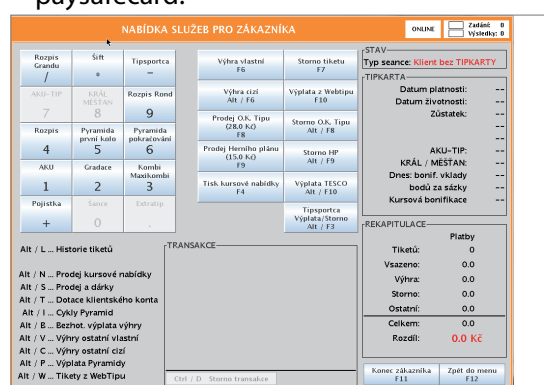 paysafecard.
NABÍDKA SLUŽEB PRO ZÁKAZNÍKA
ONLINE
Zadání: 0
Výsledky: 0
Rozpis
Grandu
/
Šift
*
Tipsportca
-
AKU-TIP
7
KRÁL
MĚSŤAN
8
Rozpis Rond
9
Rozpis
4
Pyramida
první kolo
5
Pyramida
pokračování
6
AKU
1
Gradace
2
Kombi
Maxikombi
3
Pojistka
+
Šance
0
Extratip
.
Výhra vlastní
F6
Storno tiketu
F7
Výhra cizí
Alt / F6
Výplata z Webtipu
F10
Prodej O.K. Tipu
(28.0 Kč)
F8
Storno O.K. Tipu
Alt / F8
Prodej Herního plánu
(15.0 Kč)
F9
Storno HP
Alt / F9
Tisk kursové nabídky
F4
Výplata TESCO
Alt / F10
Tipsportca
Výplata/Storno
Alt / F3
STAV
Typ seance: Klient bez TIPKARTY
TIPKARTA
Datum platnosti: --
Datum životnosti: --
Zůstatek: --
--
--
AKU-TIP: --
KRÁL / MĚSŤAN: --
Dnes: bonif. vklady --
bodů za sázky --
Kursová bonifikace --
REKAPITULACE
Platby
Tiketů: 0
Vsazeno: 0.0
Výhra: 0.0
Storno: 0.0
Ostatní: 0.0
Celkem: 0.0
Rozdíl: 0.0 Kč
Alt / L ... Historie tiketů
Alt / N ... Prodej kursové nabídky
Alt / S ... Prodej a dárky
Alt / T ... Dotace klientského konta
Alt / I ... Cykly Pyramid
Alt / B ... Bezhot. výplata výhry
Alt / V ... Výhry ostatní vlastní
Alt / C ... Výhry ostatní cizí
Alt / P ... Výplata Pyramidy
Alt / W ... Tikety z WebTipu
TRANSAKCE
Ctrl / D Storno transakce
Konec zákazníka
F11
Zpět do menu
F12